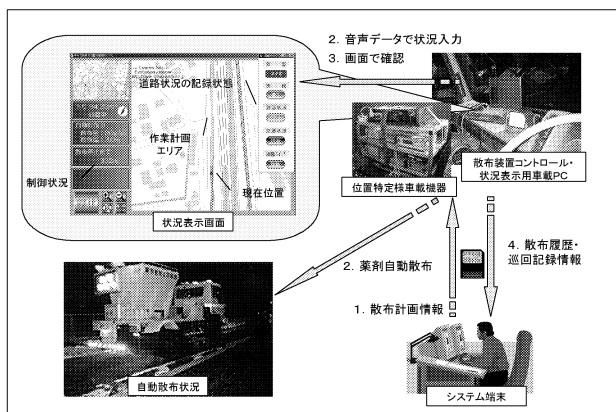 2. 音声データで状況入力
3. 画面で確認
道路状況の記録状態
作業計画
エリア
制御状況
現在位置
状況表示画面
位置特定様車載機器
散布装置コントロール・
状況表示用車載PC
2. 薬剤自動散布
4. 散布履歴・
巡回記録情報
1. 散布計画情報
自動散布状況
システム端末